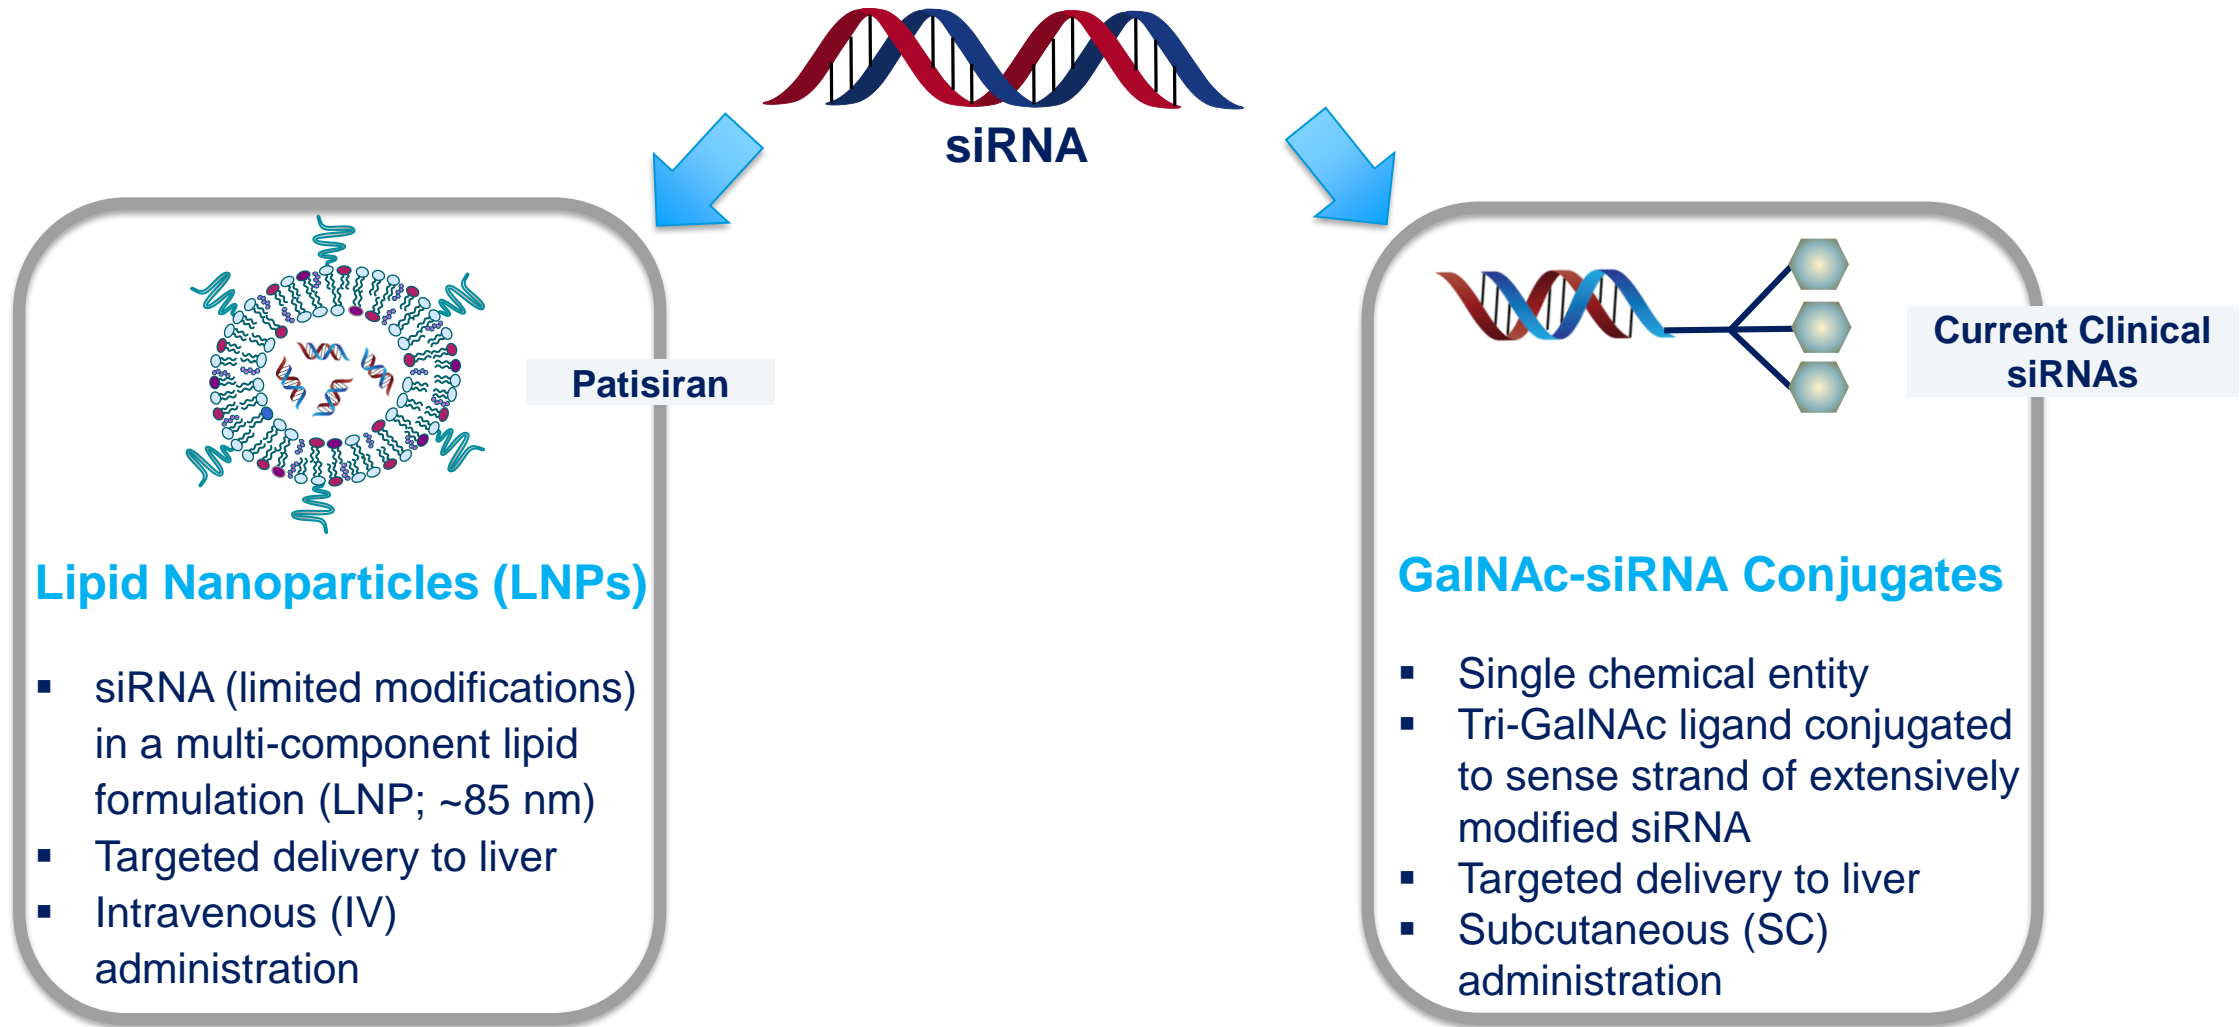 siRNA
Patisiran
Lipid Nanoparticles (LNPs)
▪ siRNA (limited modifications)
in a multi-component lipid
formulation (LNP; ~85 nm)
▪ Targeted delivery to liver
▪ Intravenous (IV)
administration
Current Clinical
siRNAs
GalNAc-siRNA Conjugates
▪ Single chemical entity
▪ Tri-GalNAc ligand conjugated
to sense strand of extensively
modified siRNA
▪ Targeted delivery to liver
▪ Subcutaneous (SC)
administration